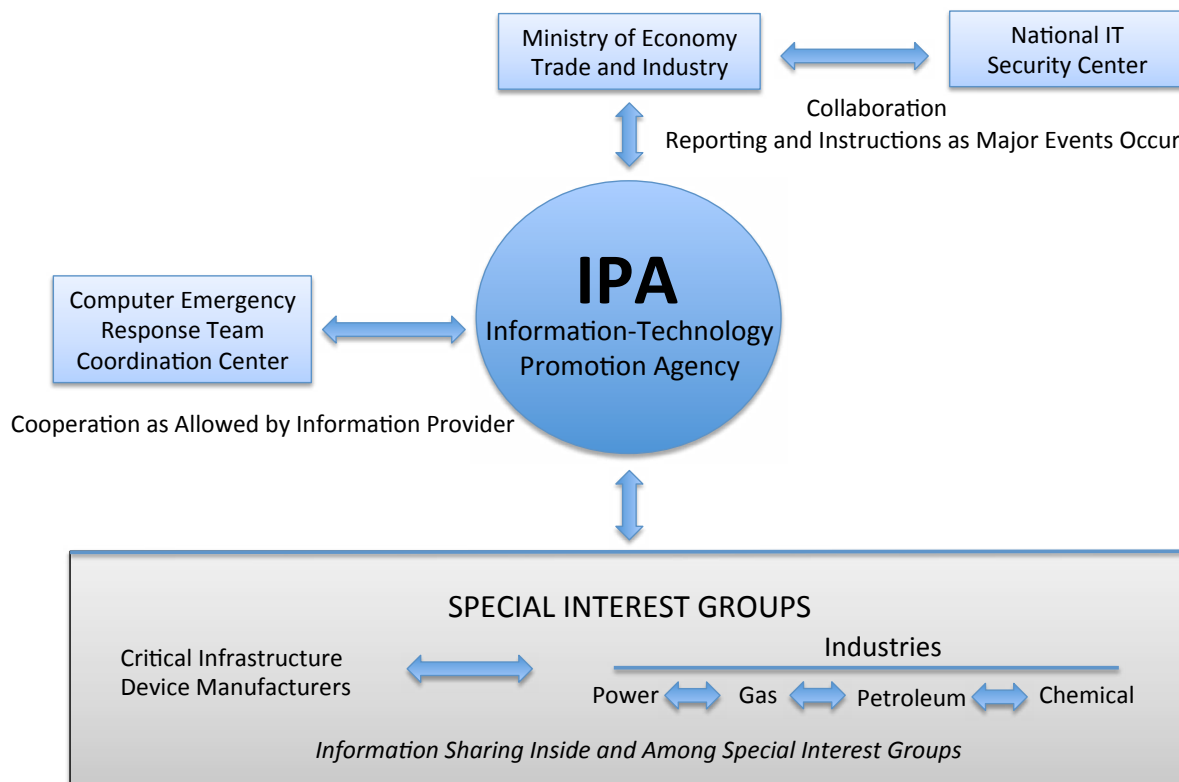 Ministry of Economy
Trade and Industry
National IT
Security Center
Collaboration
Reporting and Instructions as Major Events Occur
IPA
Information-Technology
Promotion Agency
Computer Emergency
Response Team
Coordination Center
Cooperation as Allowed by Information Provider
SPECIAL INTEREST GROUPS
Critical Infrastructure
Device Manufacturers
Industries
Power Gas Petroleum Chemical
Information Sharing Inside and Among Special Interest Groups